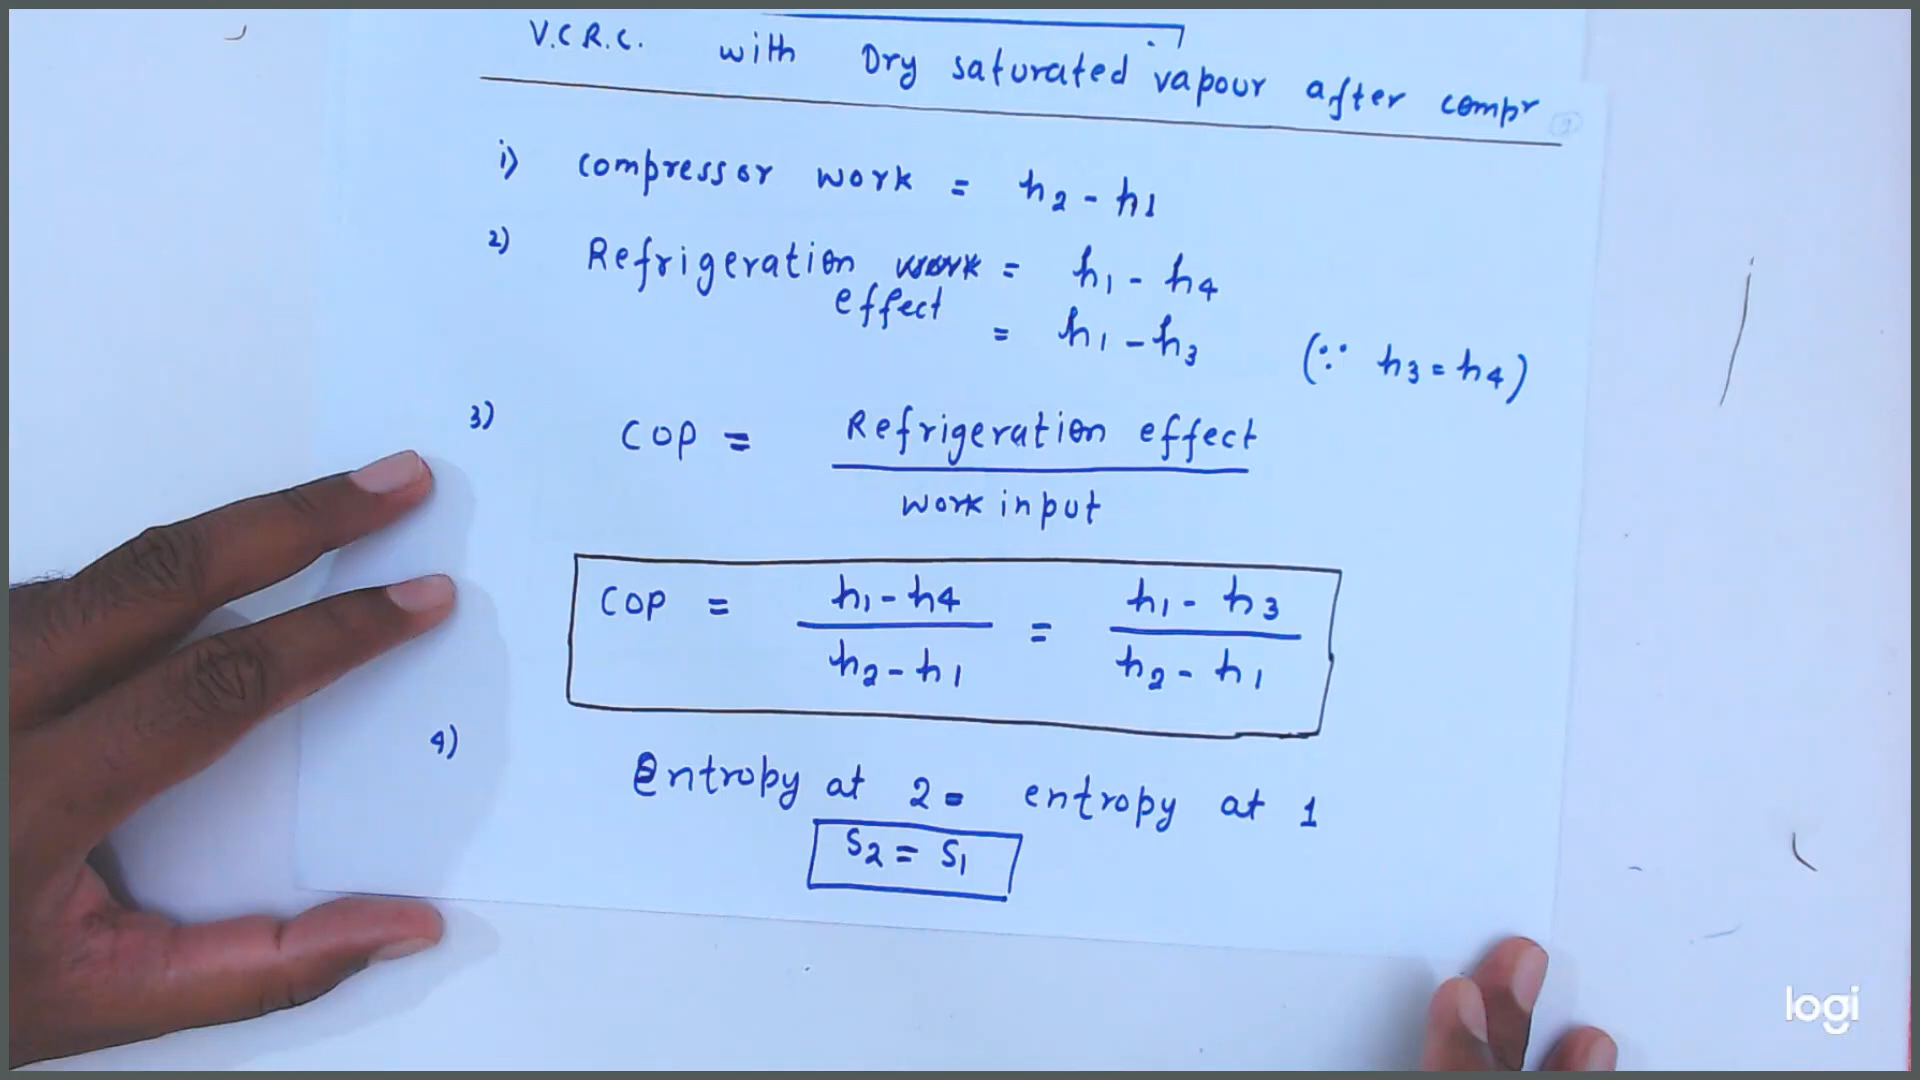 V.C.R.C. with Dry saturated vapour after compr
i) compressor work = h2 - h1
2) Refrigeration work = h1 - h4
effect
= h1 - h3 (∵ h3 = h4)
3) COP = Refrigeration effect
work input
COP = h1 - h4 = h1 - h3
h2 - h1 h2 - h1
4) entropy at 2 = entropy at 1
S2 = S1
logi